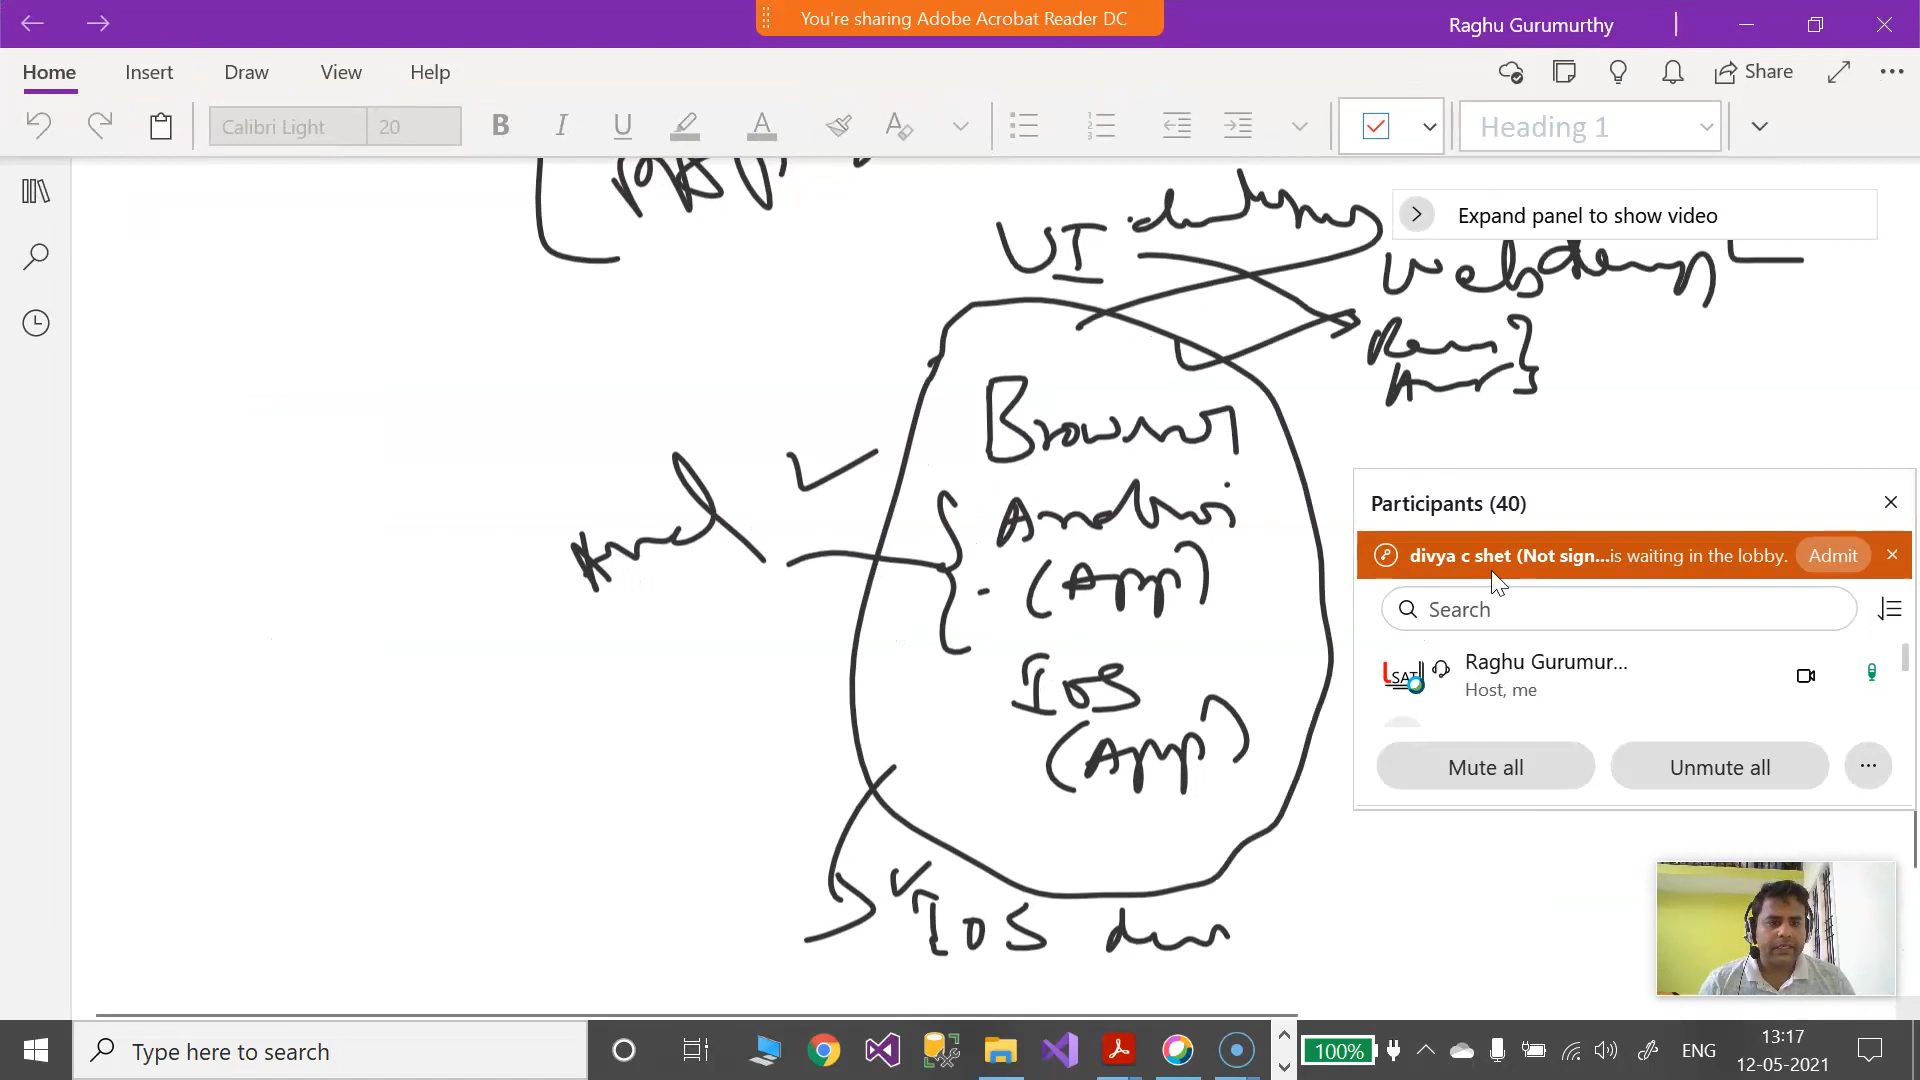 You're sharing Adobe Acrobat Reader DC
Raghu Gurumurthy
Home Insert Draw View Help
Share
Calibri Light 20
B I U A A
Heading 1
Expand panel to show video
UI
Browser
(App)
IOS
(App)
IOS
Participants (40)
divya c shet (Not sign...is waiting in the lobby. Admit
Search
LSAT
Raghu Gurumur...
Host, me
Mute all Unmute all
Type here to search
100%
ENG
13:17
12-05-2021